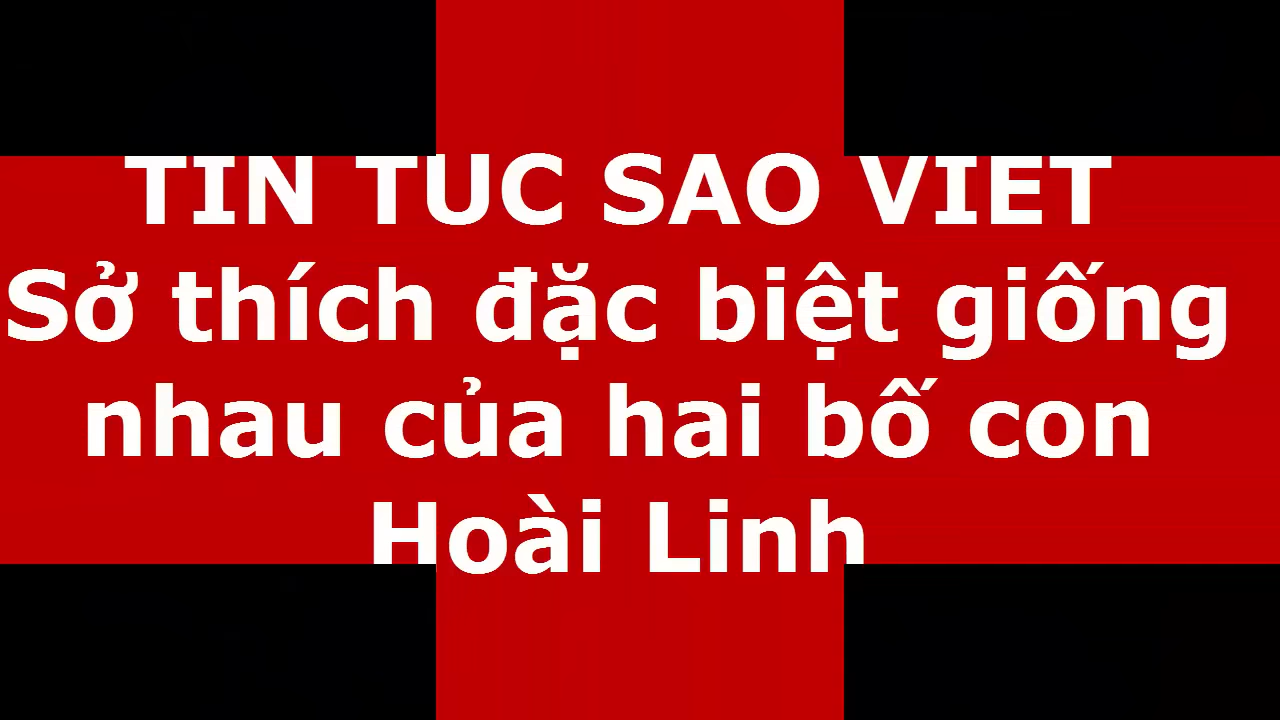 TIN TUC SAO VIET
Sở thích đặc biệt giống
nhau của hai bố con
Hoài Linh